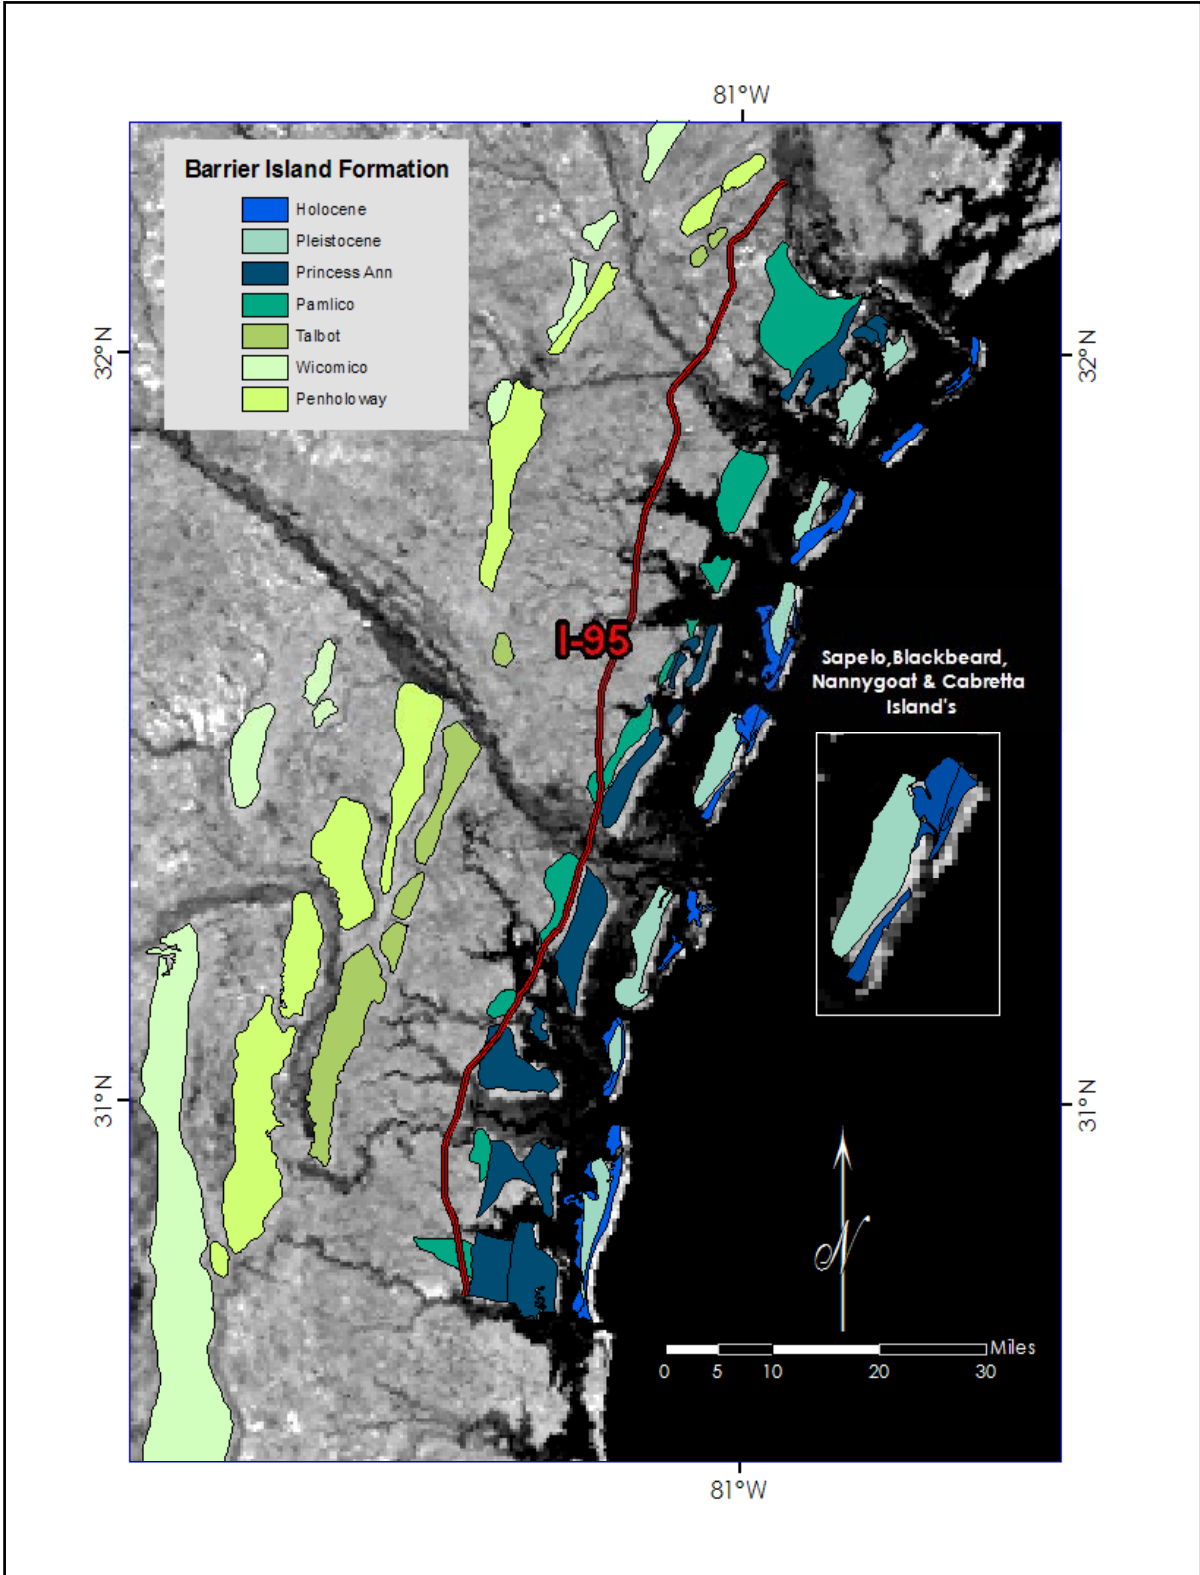 81°W
Barrier Island Formation
Holocene
Pleistocene
Princess Ann
Pamlico
Talbot
Wicomico
Penholoway
32°N
32°N
I-95
Sapelo,Blackbeard,
Nannygoat & Cabretta
Island's
31°N
31°N
N
Miles
0 5 10 20 30
81°W